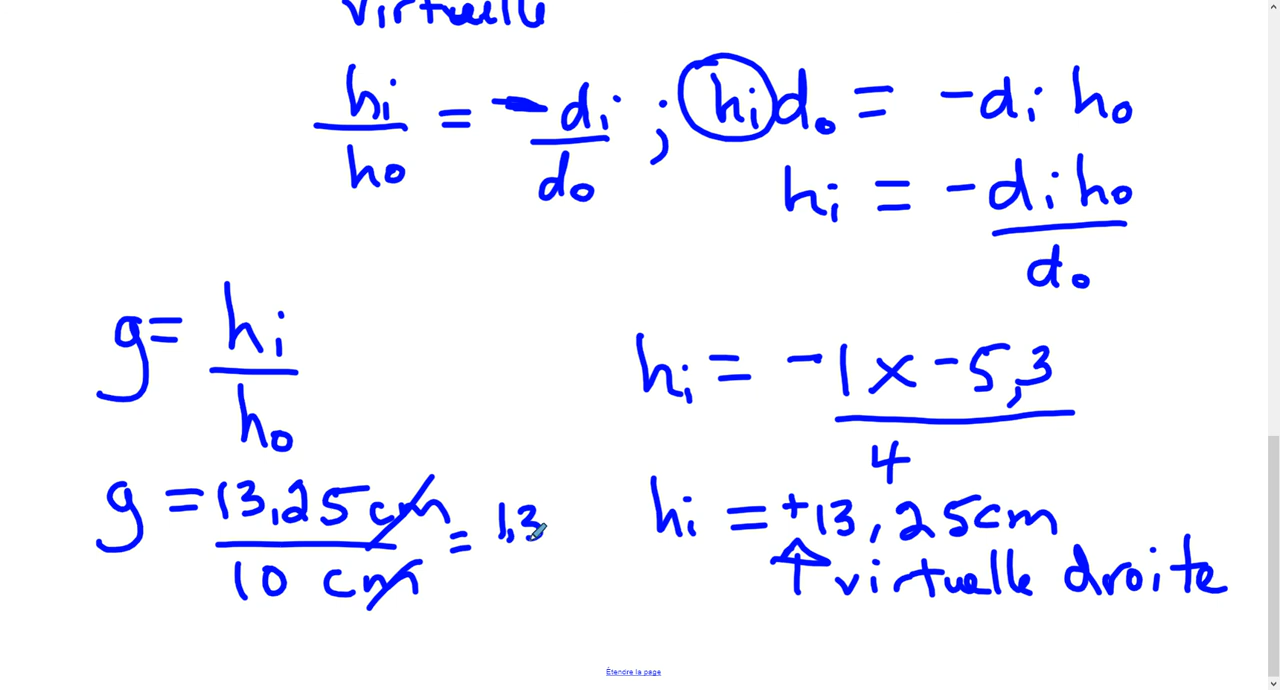 virtuelle
hi/ho = -di/do ; hi do = -di ho
hi = -di ho/do
g = hi/ho
hi = -1 x -5,3/4
g = 13,25 cm/10 cm = 1,3
hi = +13,25cm
↑ virtuelle droite
Étendre la page